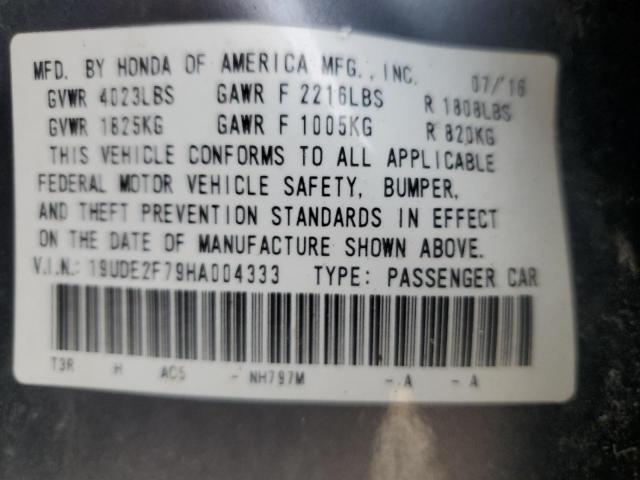 MFD. BY HONDA OF AMERICA MFG., INC. 07/'16
GVWR 4023LBS GAWR F 2216LBS R 1808LBS
GVWR 1825KG GAWR F 1005KG R 820KG
THIS VEHICLE CONFORMS TO ALL APPLICABLE
FEDERAL MOTOR VEHICLE SAFETY, BUMPER,
AND THEFT PREVENTION STANDARDS IN EFFECT
ON THE DATE OF MANUFACTURE SHOWN ABOVE.
V.I.N.: 19UDE2F79HA004333 TYPE: PASSENGER CAR
T3R H AC5 - NH797M - A - A